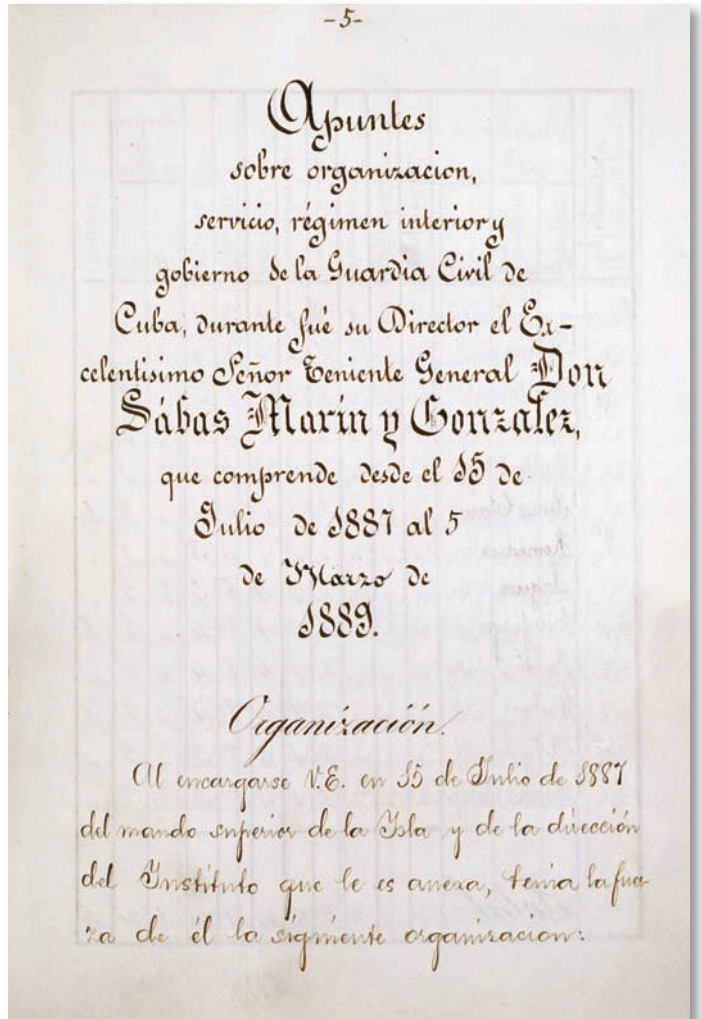 -5-
Apuntes
sobre organizacion,
servicio, régimen interior y
gobierno de la Guardia Civil de
Cuba, durante fué su Director el Ex-
celentisimo Señor Teniente General Don
Sábas Marin y Gonzalez,
que comprende desde el 15 de
Julio de 1887 al 5
de Marzo de
1889.
Organización.
Al encargarse V.E. en 15 de Julio de 1887
del mando superior de la Isla y de la dirección
del Instituto que le es anexa, tenia la fuer-
za de él la siguiente organizacion: